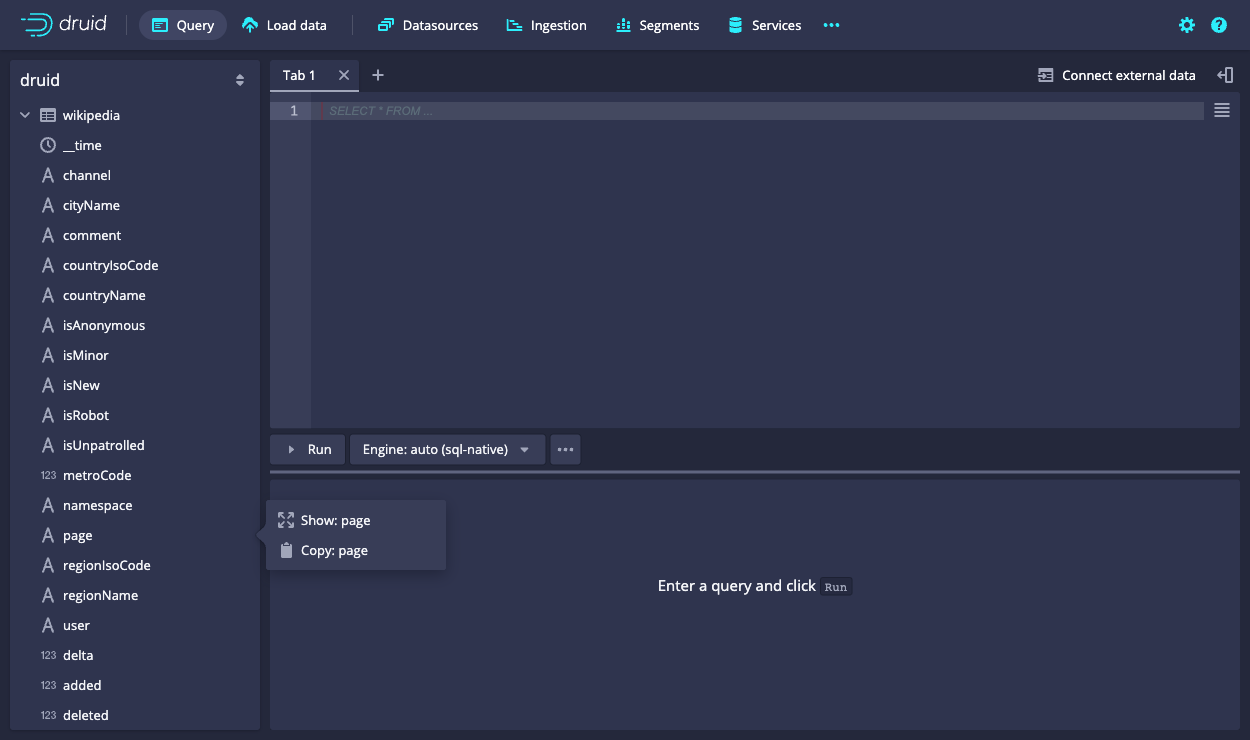 druid
Query
Load data
Datasources
Ingestion
Segments
Services
druid
wikipedia
__time
channel
cityName
comment
countryIsoCode
countryName
isAnonymous
isMinor
isNew
isRobot
isUnpatrolled
123 metroCode
namespace
page
regionIsoCode
regionName
user
123 delta
123 added
123 deleted
Tab 1
Connect external data
1
SELECT * FROM ...
Run
Engine: auto (sql-native)
Show: page
Copy: page
Enter a query and click Run